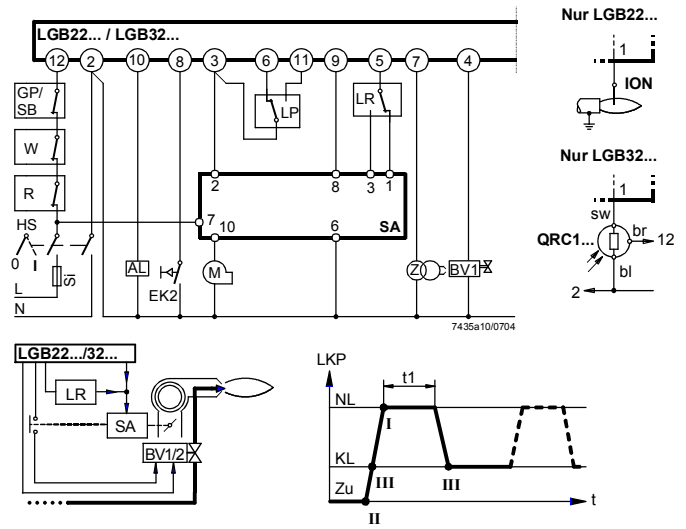 LGB22... / LGB32...
12 2 10 8 3 6 11 9 5 7 4
GP/
SB
W
R
HS
0 I
Si
L
N
LP
LR
2 8 3 1
7 10 6 SA
AL
EK2
M
Z
BV1
7435a10/0704
Nur LGB22...
1
ION
Nur LGB32...
1
sw
br
QRC1... 12
bl
2
LGB22.../32...
LR
SA
BV1/2
LKP
t1
NL
I
KL
III III
Zu
t
II